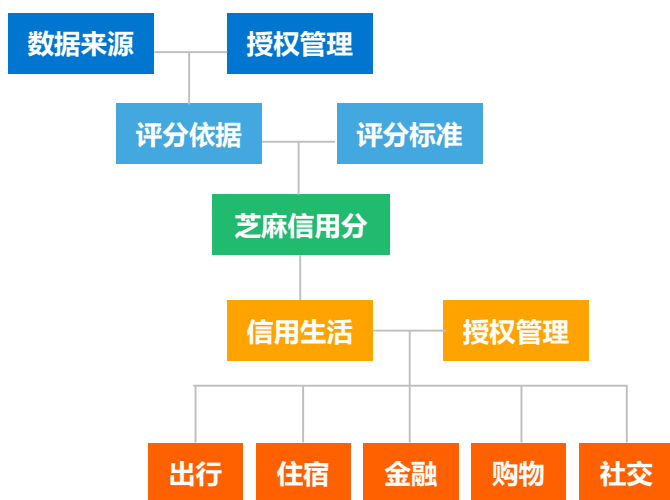 数据来源
授权管理
评分依据
评分标准
芝麻信用分
信用生活
授权管理
出行
住宿
金融
购物
社交